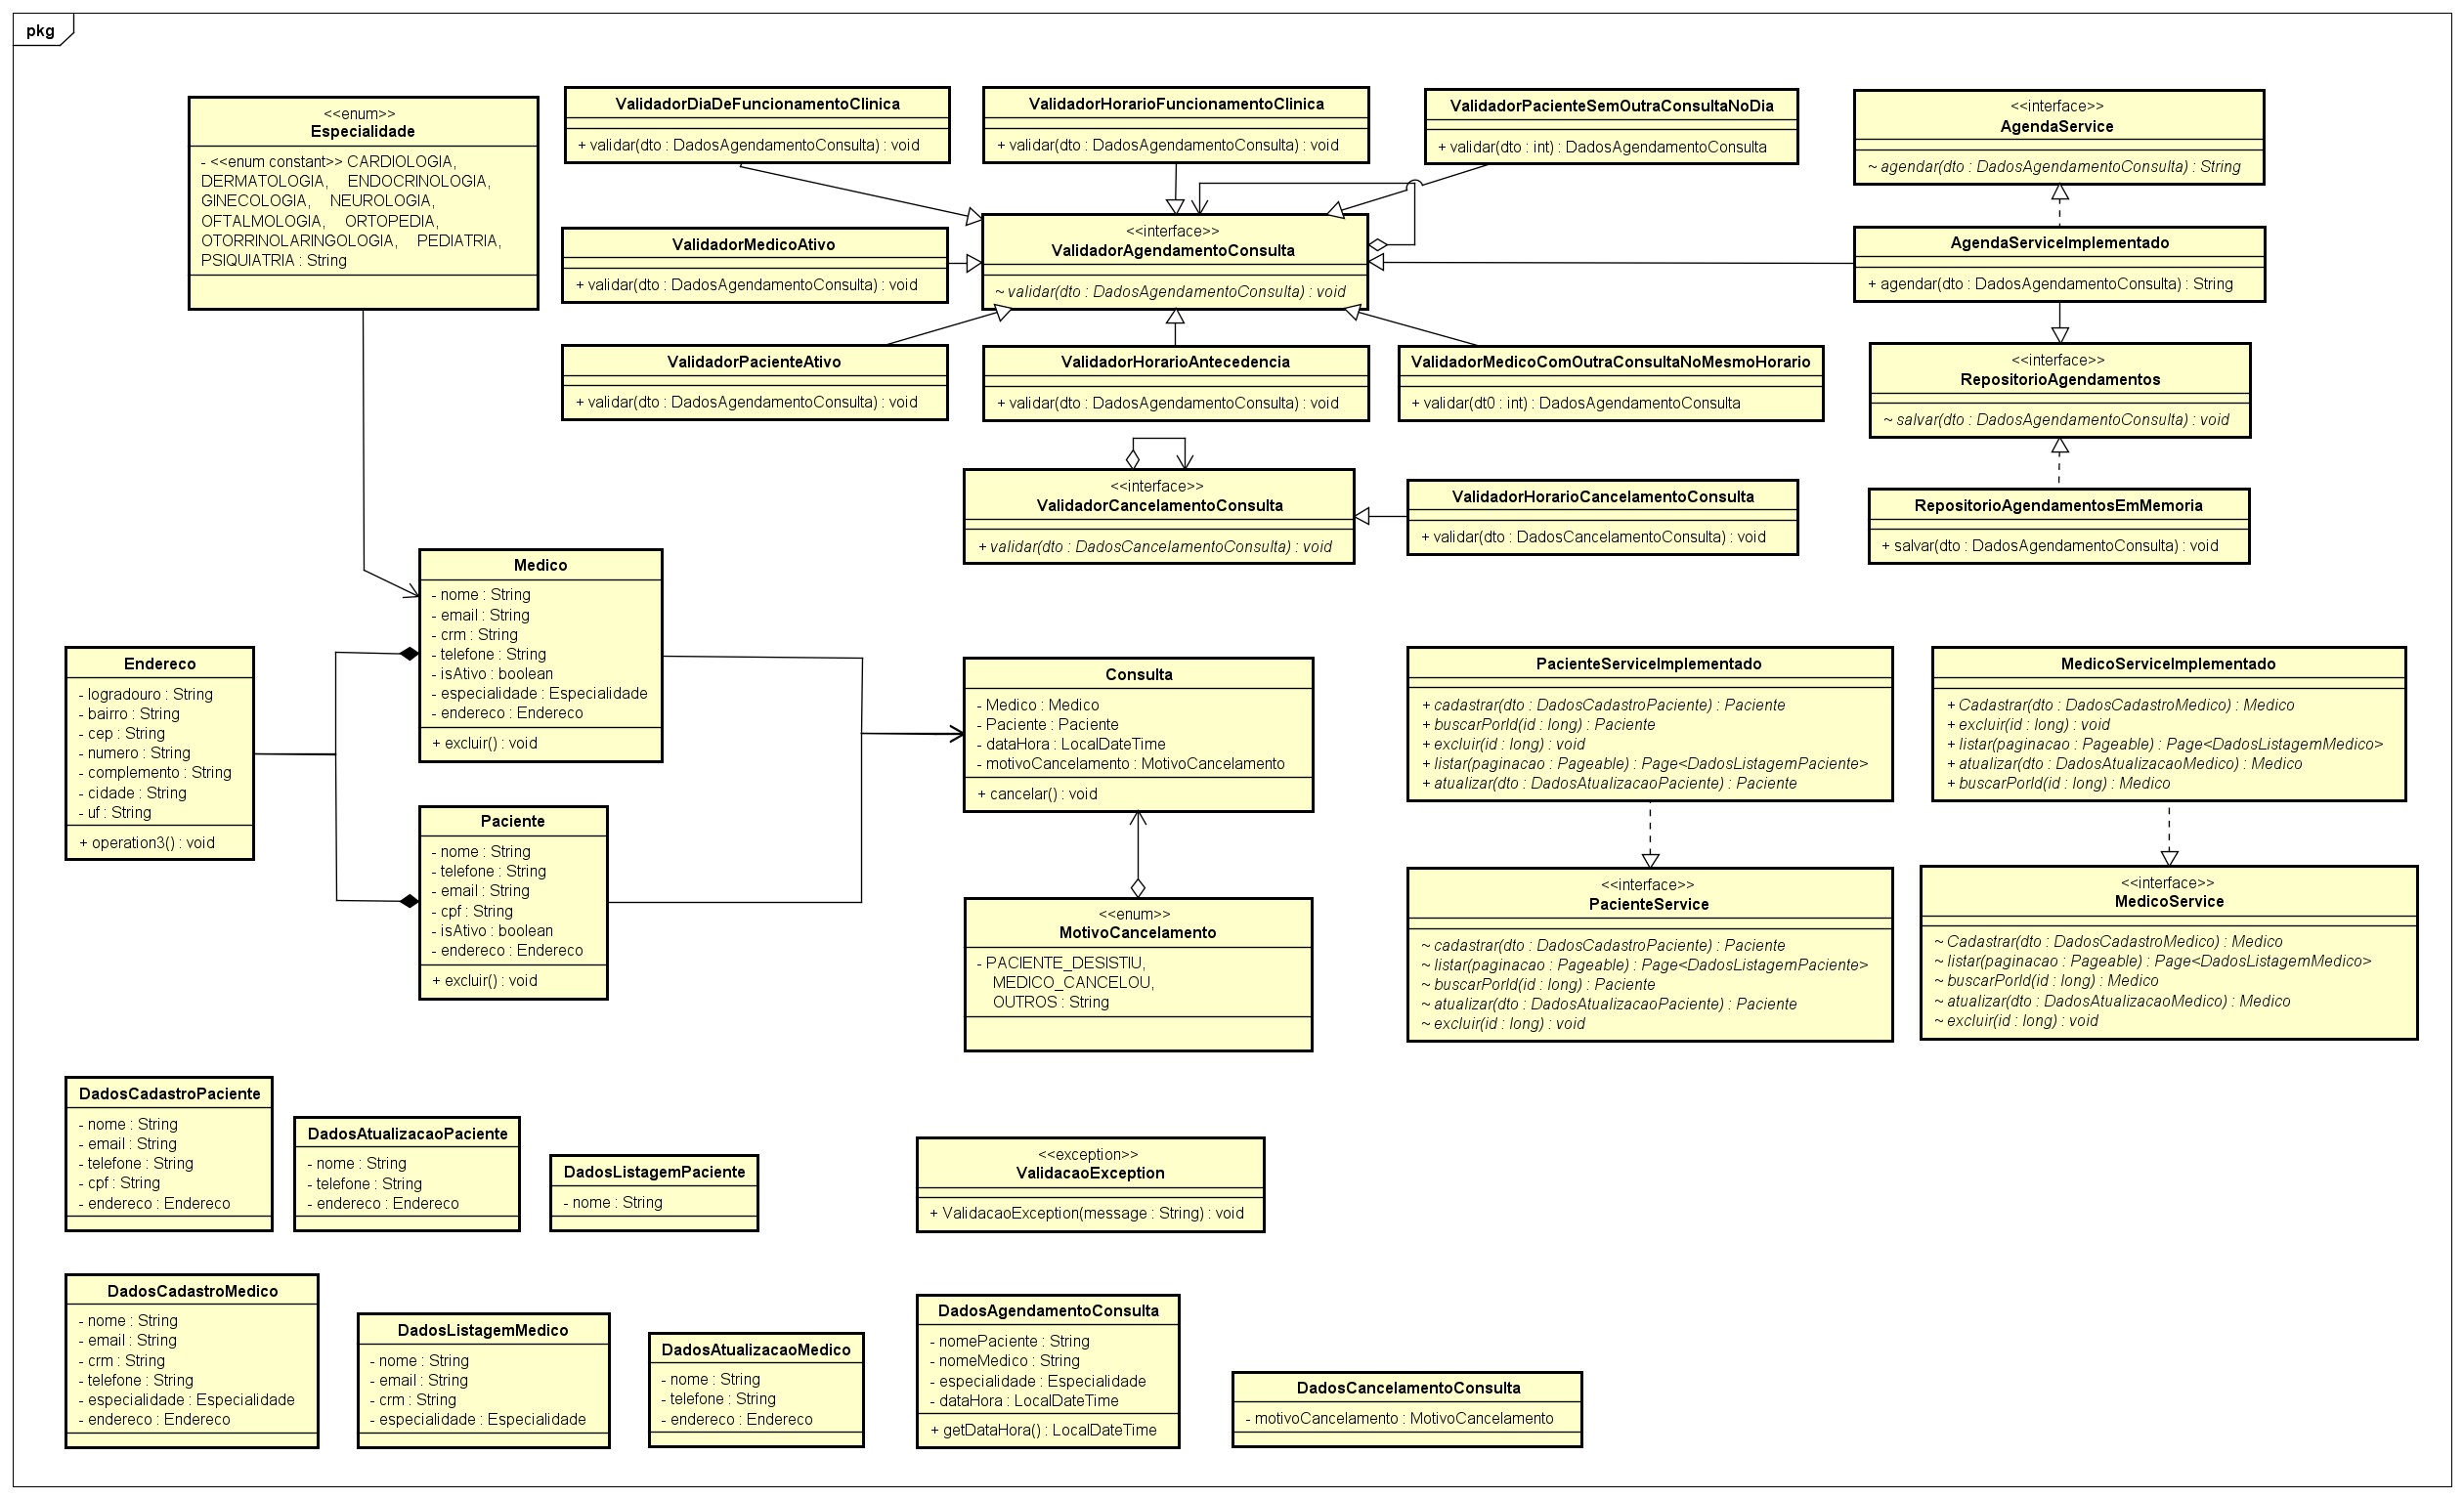 pkg
<<enum>>
Especialidade
- <<enum constant>> CARDIOLOGIA,
DERMATOLOGIA, ENDOCRINOLOGIA,
GINECOLOGIA, NEUROLOGIA,
OFTALMOLOGIA, ORTOPEDIA,
OTORRINOLARINGOLOGIA, PEDIATRIA,
PSIQUIATRIA : String
ValidadorDiaDeFuncionamentoClinica
+ validar(dto : DadosAgendamentoConsulta) : void
ValidadorHorarioFuncionamentoClinica
+ validar(dto : DadosAgendamentoConsulta) : void
ValidadorPacienteSemOutraConsultaNoDia
+ validar(dto : int) : DadosAgendamentoConsulta
<<interface>>
AgendaService
~ agendar(dto : DadosAgendamentoConsulta) : String
ValidadorMedicoAtivo
+ validar(dto : DadosAgendamentoConsulta) : void
<<interface>>
ValidadorAgendamentoConsulta
~ validar(dto : DadosAgendamentoConsulta) : void
AgendaServiceImplementado
+ agendar(dto : DadosAgendamentoConsulta) : String
ValidadorPacienteAtivo
+ validar(dto : DadosAgendamentoConsulta) : void
ValidadorHorarioAntecedencia
+ validar(dto : DadosAgendamentoConsulta) : void
ValidadorMedicoComOutraConsultaNoMesmoHorario
+ validar(dt0 : int) : DadosAgendamentoConsulta
<<interface>>
RepositorioAgendamentos
~ salvar(dto : DadosAgendamentoConsulta) : void
<<interface>>
ValidadorCancelamentoConsulta
+ validar(dto : DadosCancelamentoConsulta) : void
ValidadorHorarioCancelamentoConsulta
+ validar(dto : DadosCancelamentoConsulta) : void
RepositorioAgendamentosEmMemoria
+ salvar(dto : DadosAgendamentoConsulta) : void
Medico
- nome : String
- email : String
- crm : String
- telefone : String
- isAtivo : boolean
- especialidade : Especialidade
- endereco : Endereco
+ excluir() : void
Endereco
- logradouro : String
- bairro : String
- cep : String
- numero : String
- complemento : String
- cidade : String
- uf : String
+ operation3() : void
Paciente
- nome : String
- telefone : String
- email : String
- cpf : String
- isAtivo : boolean
- endereco : Endereco
+ excluir() : void
Consulta
- Medico : Medico
- Paciente : Paciente
- dataHora : LocalDateTime
- motivoCancelamento : MotivoCancelamento
+ cancelar() : void
<<enum>>
MotivoCancelamento
- PACIENTE_DESISTIU,
MEDICO_CANCELOU,
OUTROS : String
PacienteServiceImplementado
+ cadastrar(dto : DadosCadastroPaciente) : Paciente
+ buscarPorId(id : long) : Paciente
+ excluir(id : long) : void
+ listar(paginacao : Pageable) : Page<DadosListagemPaciente>
+ atualizar(dto : DadosAtualizacaoPaciente) : Paciente
MedicoServiceImplementado
+ Cadastrar(dto : DadosCadastroMedico) : Medico
+ excluir(id : long) : void
+ listar(paginacao : Pageable) : Page<DadosListagemMedico>
+ atualizar(dto : DadosAtualizacaoMedico) : Medico
+ buscarPorId(id : long) : Medico
<<interface>>
PacienteService
~ cadastrar(dto : DadosCadastroPaciente) : Paciente
~ listar(paginacao : Pageable) : Page<DadosListagemPaciente>
~ buscarPorId(id : long) : Paciente
~ atualizar(dto : DadosAtualizacaoPaciente) : Paciente
~ excluir(id : long) : void
<<interface>>
MedicoService
~ Cadastrar(dto : DadosCadastroMedico) : Medico
~ listar(paginacao : Pageable) : Page<DadosListagemMedico>
~ buscarPorId(id : long) : Medico
~ atualizar(dto : DadosAtualizacaoMedico) : Medico
~ excluir(id : long) : void
DadosCadastroPaciente
- nome : String
- email : String
- telefone : String
- cpf : String
- endereco : Endereco
DadosAtualizacaoPaciente
- nome : String
- telefone : String
- endereco : Endereco
DadosListagemPaciente
- nome : String
<<exception>>
ValidacaoException
+ ValidacaoException(message : String) : void
DadosCadastroMedico
- nome : String
- email : String
- crm : String
- telefone : String
- especialidade : Especialidade
- endereco : Endereco
DadosListagemMedico
- nome : String
- email : String
- crm : String
- especialidade : Especialidade
DadosAtualizacaoMedico
- nome : String
- telefone : String
- endereco : Endereco
DadosAgendamentoConsulta
- nomePaciente : String
- nomeMedico : String
- especialidade : Especialidade
- dataHora : LocalDateTime
+ getDataHora() : LocalDateTime
DadosCancelamentoConsulta
- motivoCancelamento : MotivoCancelamento